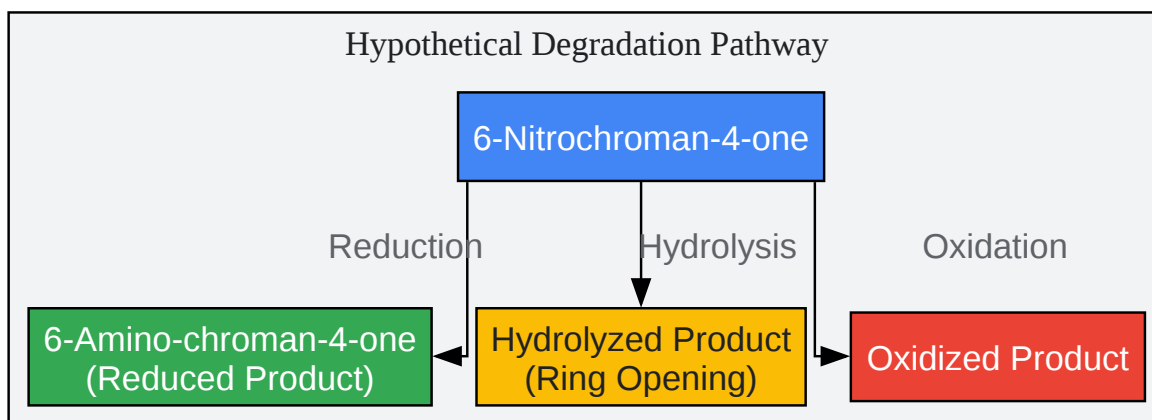 Hypothetical Degradation Pathway
6-Nitrochroman-4-one
Reduction
Hydrolysis
Oxidation
6-Amino-chroman-4-one
(Reduced Product)
Hydrolyzed Product
(Ring Opening)
Oxidized Product